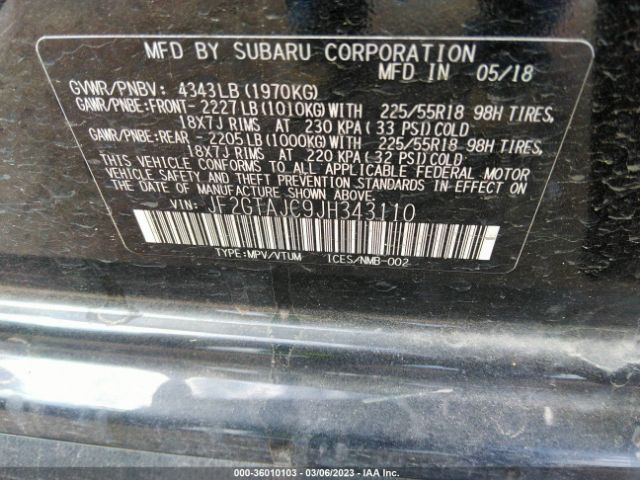 MFD BY SUBARU CORPORATION
MFD IN 05/18
GVWR/PNBV: 4343LB (1970KG)
GAWR/PNBE:FRONT- 2227LB (1010KG) WITH 225/55R18 98H TIRES,
18X7J RIMS AT 230 KPA (33 PSI) COLD
GAWR/PNBE:REAR -2205 LB (1000KG) WITH 225/55R18 98H TIRES,
18X7J RIMS AT 220 KPA (32 PSI) COLD.
THIS VEHICLE CONFORMS TO ALL APPLICABLE FEDERAL MOTOR
VEHICLE SAFETY AND THEFT PREVENTION STANDARDS IN EFFECT
ON THE DATE OF MANUFACTURE SHOWN ABOVE.
VIN: JF2GTAJC9JH343110
TYPE:MPV/VTUM ICES/NMB-002
000-36010103 — 03/06/2023 — IAA Inc.